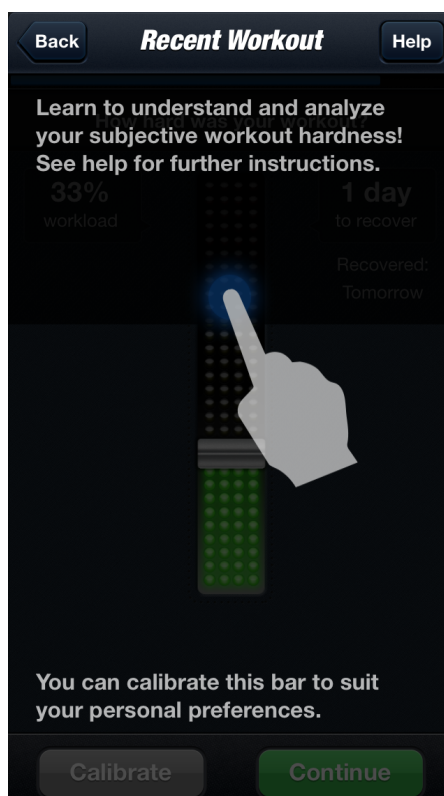 Back
Recent Workout
Help
How hard was your workout?
Learn to understand and analyze
your subjective workout hardness!
See help for further instructions.
33%
workload
1 day
to recover
Recovered:
Tomorrow
You can calibrate this bar to suit
your personal preferences.
Calibrate
Continue